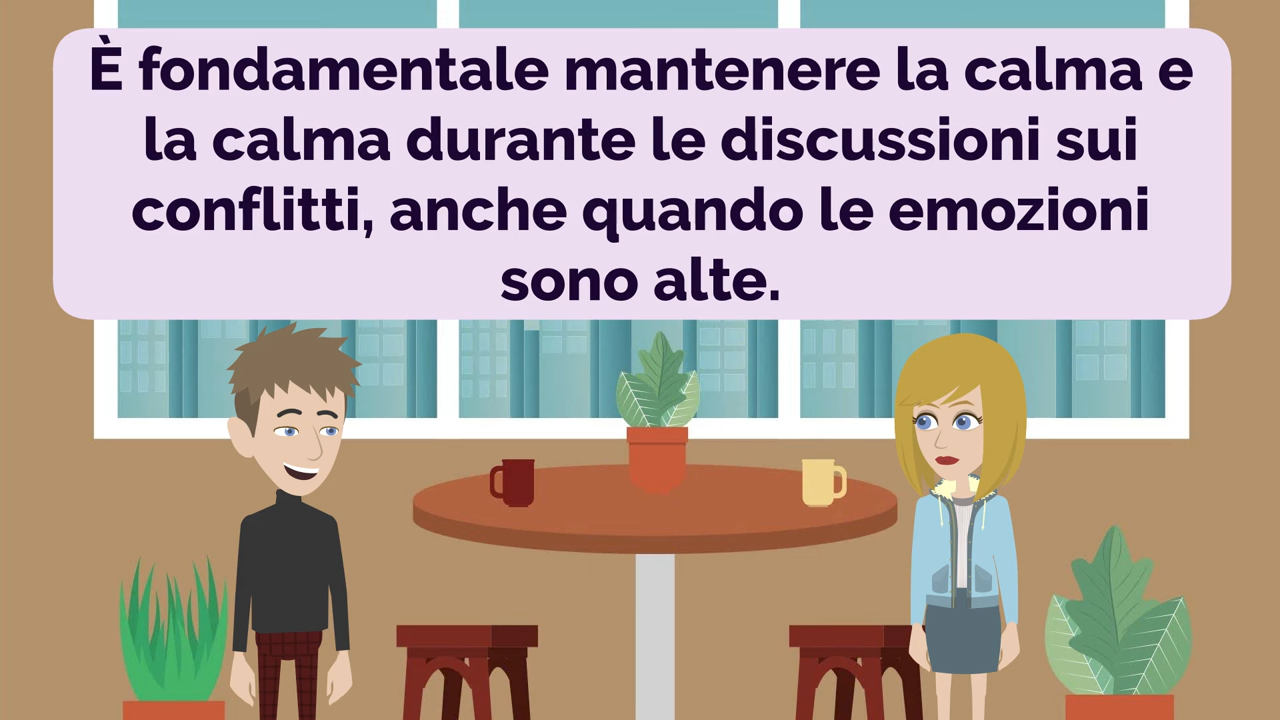 È fondamentale mantenere la calma e
la calma durante le discussioni sui
conflitti, anche quando le emozioni
sono alte.